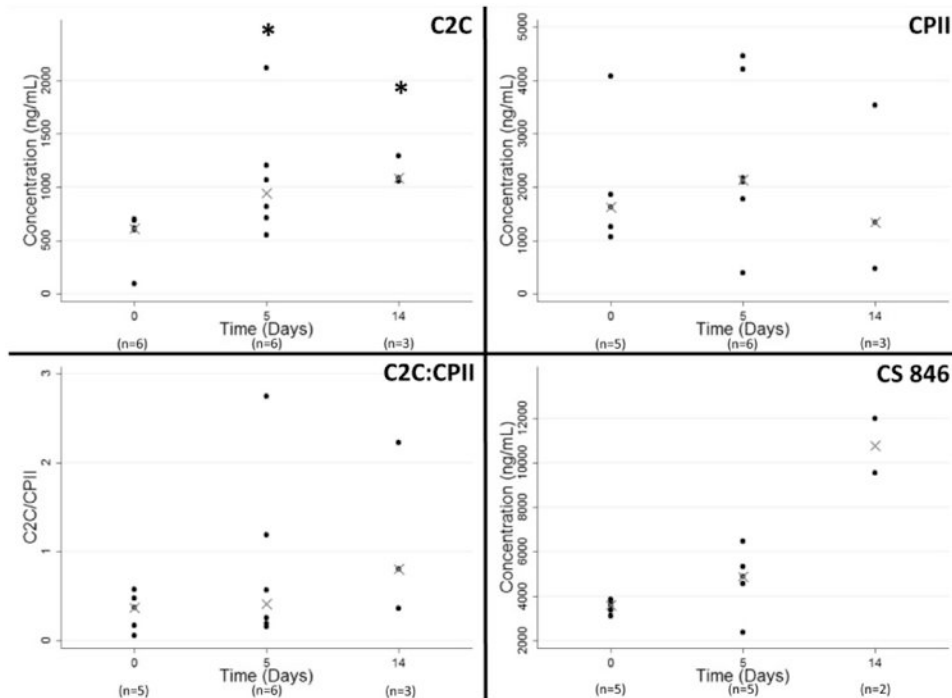 C2C
*
*
2000
1500
1000
500
0
Concentration (ng/mL)
0 5 14
Time (Days)
(n=6) (n=6) (n=3)
CPII
5000
4000
3000
2000
1000
0
Concentration (ng/mL)
0 5 14
Time (Days)
(n=5) (n=6) (n=3)
C2C:CPII
3
2
1
0
C2C/CPII
0 5 14
Time (Days)
(n=5) (n=6) (n=3)
CS 846
12000
10000
8000
6000
4000
2000
Concentration (ng/mL)
0 5 14
Time (Days)
(n=5) (n=5) (n=2)